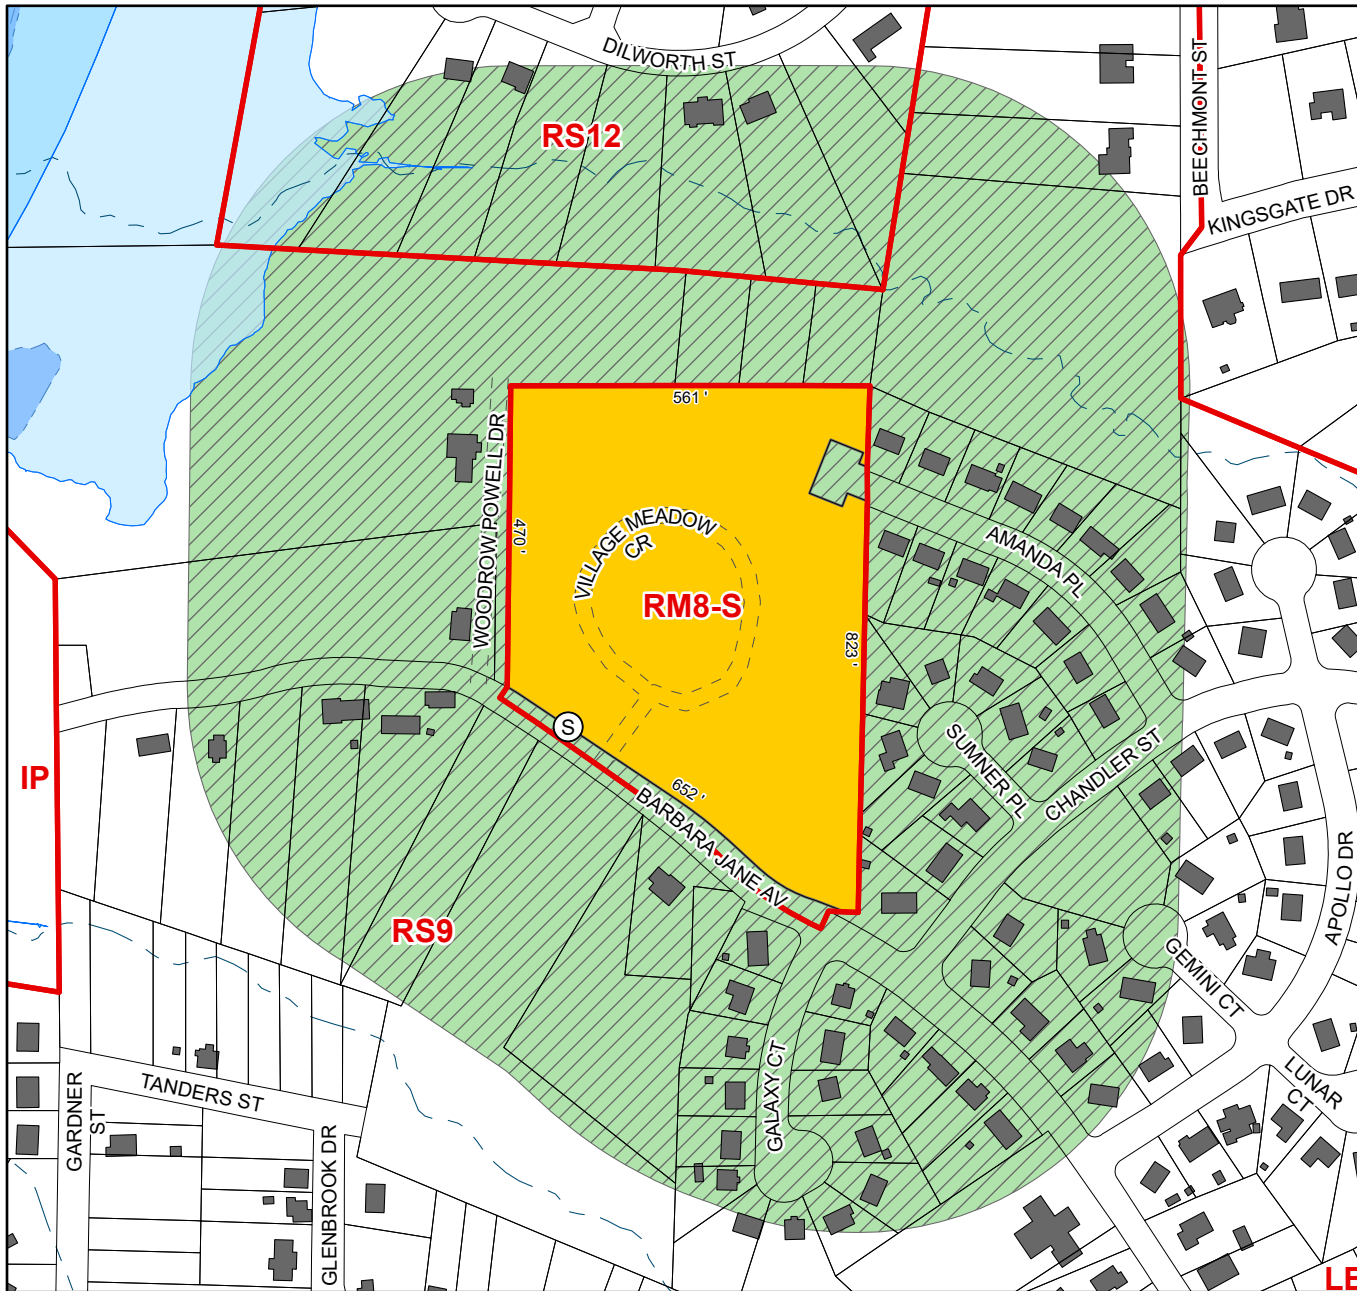 DILWORTH ST
BEECHMONT ST
RS12
KINGSGATE DR
561 '
WOODROW POWELL DR
470 '
VILLAGE MEADOW
CR
AMANDA PL
RM8-S
823 '
S
SUMNER PL
CHANDLER ST
IP
652 '
BARBARA JANE AV
APOLLO DR
RS9
GEMINI CT
GALAXY CT
LUNAR
CT
TANDERS ST
GARDNER
ST
GLENBROOK DR